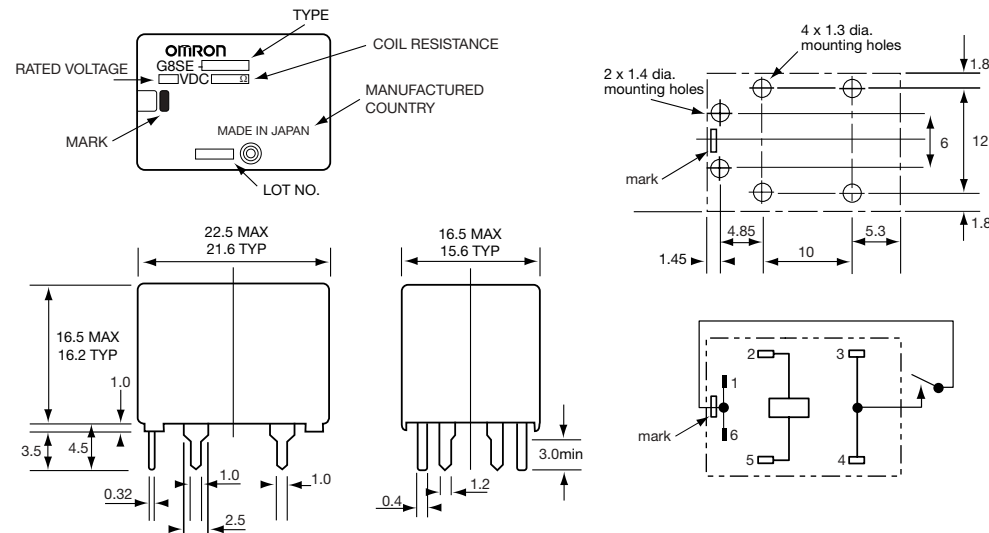 TYPE
OMRON
G8SE -
COIL RESISTANCE
RATED VOLTAGE
VDC Ω
MANUFACTURED
COUNTRY
MARK
MADE IN JAPAN
LOT NO.
4 x 1.3 dia.
mounting holes
2 x 1.4 dia.
mounting holes
1.8
6
12
mark
1.8
4.85
5.3
1.45
10
22.5 MAX
21.6 TYP
16.5 MAX
15.6 TYP
16.5 MAX
16.2 TYP
1.0
3.5
4.5
0.32
1.0
1.0
2.5
3.0min
1.2
0.4
2
3
1
mark
6
5
4